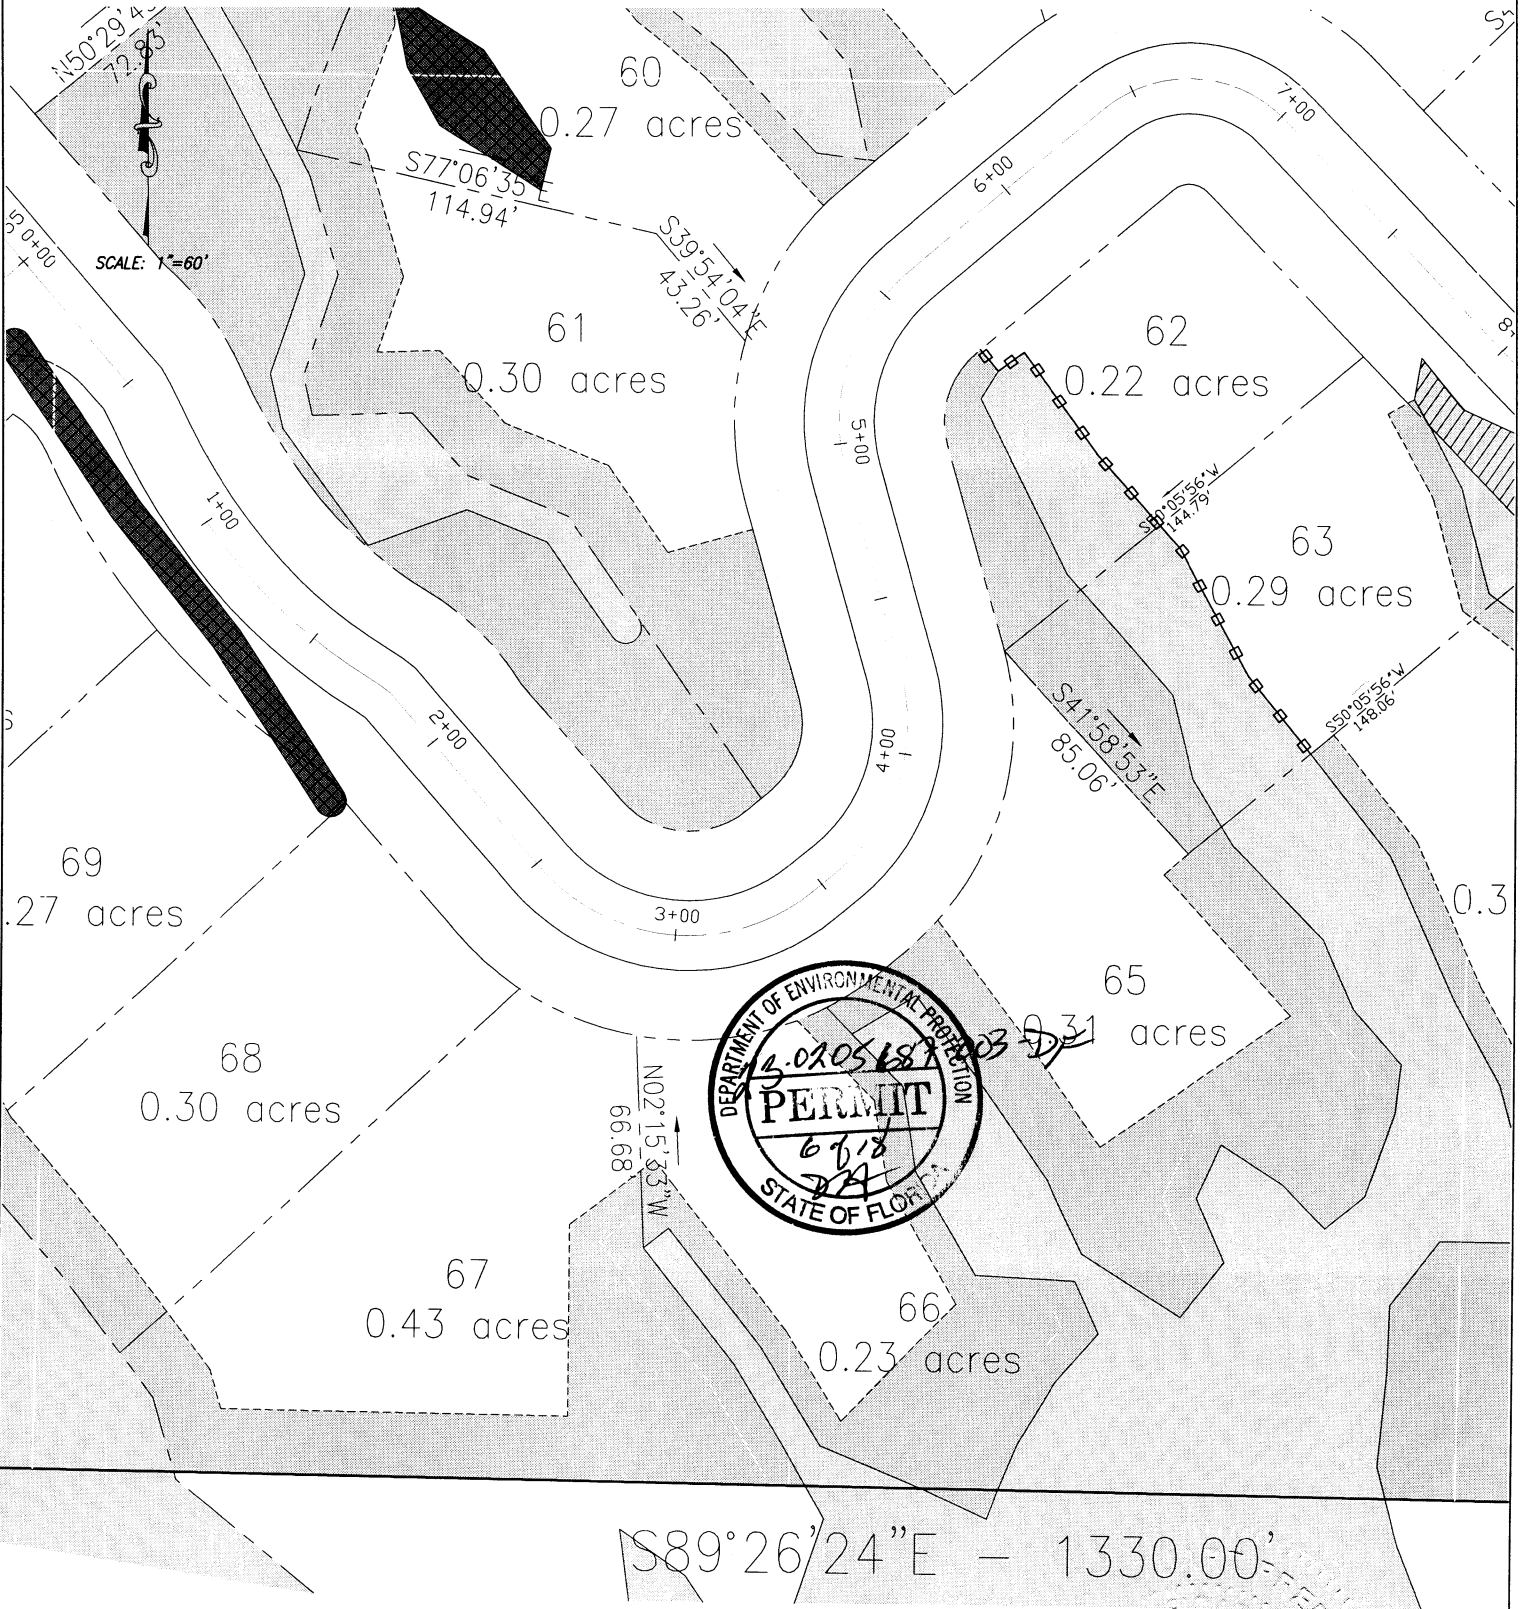 72.83'
SCALE: 1"=60'
0+00
1+00
2+00
3+00
4+00
5+00
6+00
7+00
60
0.27 acres
S77°06'35"E
114.94'
S39°54'04"E
43.26'
61
0.30 acres
62
0.22 acres
S50°05'56"W
144.79'
63
0.29 acres
S50°05'56"W
148.06'
S41°58'53"E
85.06'
69
.27 acres
0.3
65
0.31 acres
68
0.30 acres
N02°15'33"W
66.68'
DEPARTMENT OF ENVIRONMENTAL PROTECTION
PERMIT
6 of 18
STATE OF FLORIDA
67
0.43 acres
66
0.23 acres
S89°26'24"E - 1330.00'